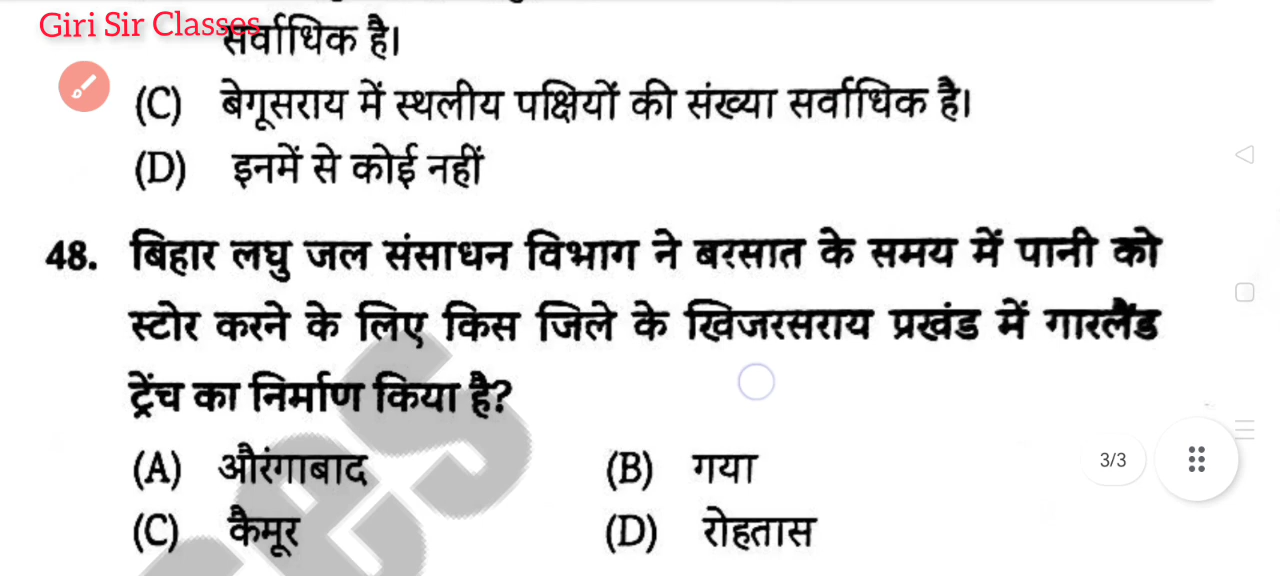 Giri Sir Classes
सर्वाधिक है।
(C) बेगूसराय में स्थलीय पक्षियों की संख्या सर्वाधिक है।
(D) इनमें से कोई नहीं
48. बिहार लघु जल संसाधन विभाग ने बरसात के समय में पानी को
स्टोर करने के लिए किस जिले के खिजरसराय प्रखंड में गारलैंड
ट्रेंच का निर्माण किया है?
(A) औरंगाबाद (B) गया
(C) कैमूर (D) रोहतास
3/3